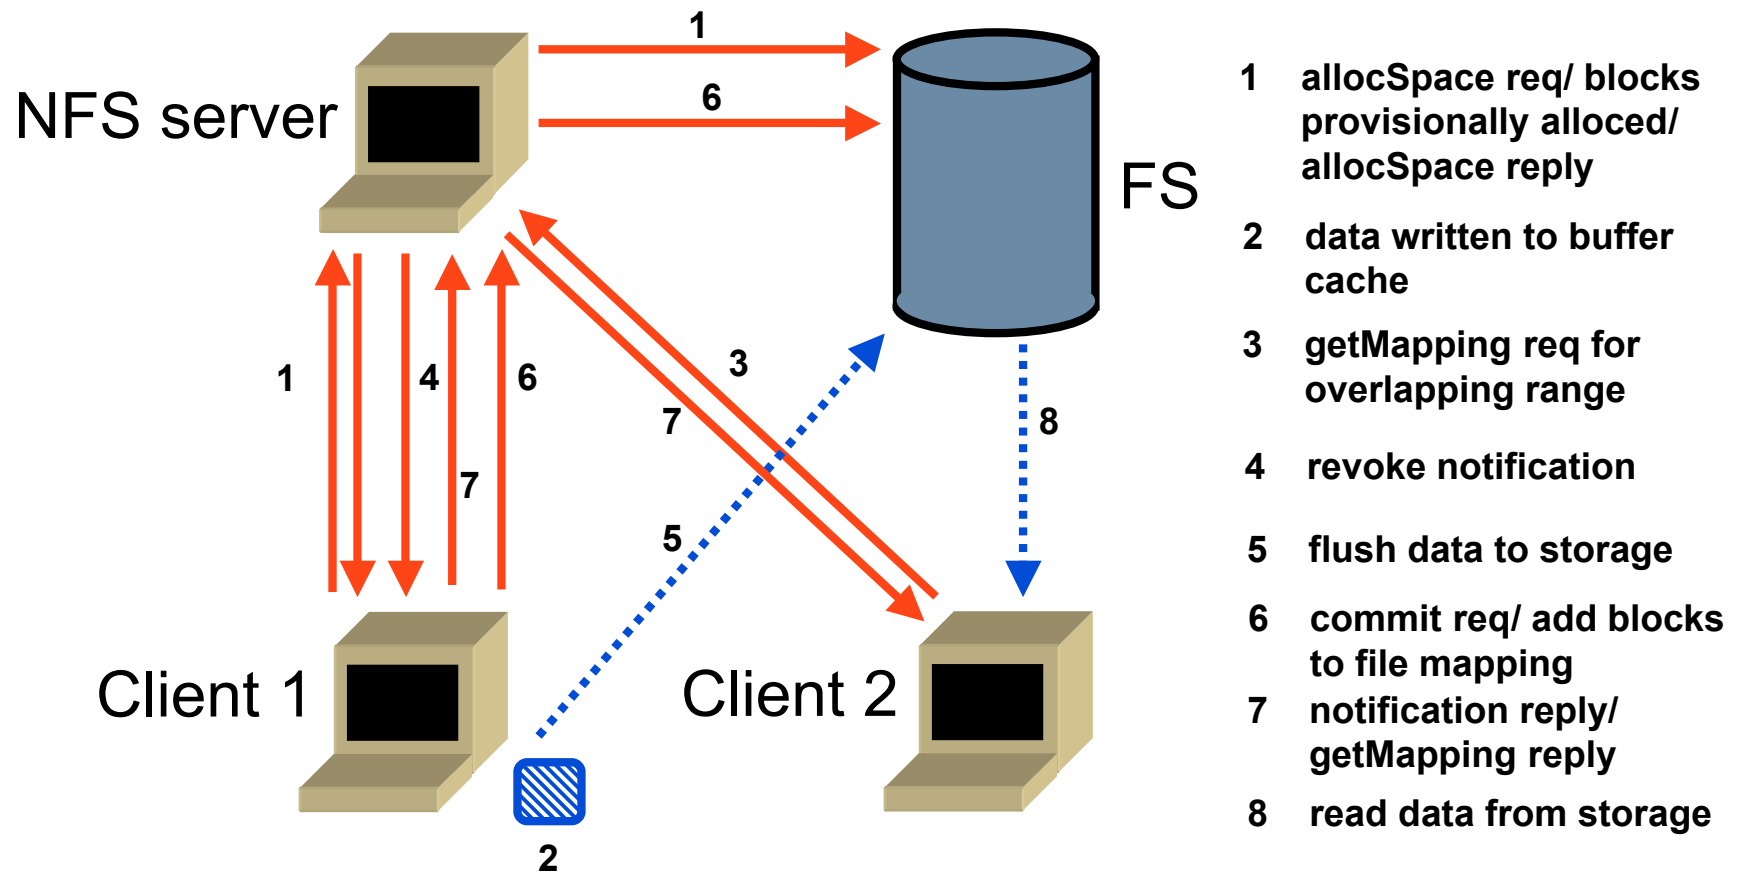 1
NFS server
6
FS
1
4
6
7
3
7
5
8
Client 1
Client 2
2
1 allocSpace req/ blocks
provisionally alloced/
allocSpace reply
2 data written to buffer
cache
3 getMapping req for
overlapping range
4 revoke notification
5 flush data to storage
6 commit req/ add blocks
to file mapping
7 notification reply/
getMapping reply
8 read data from storage